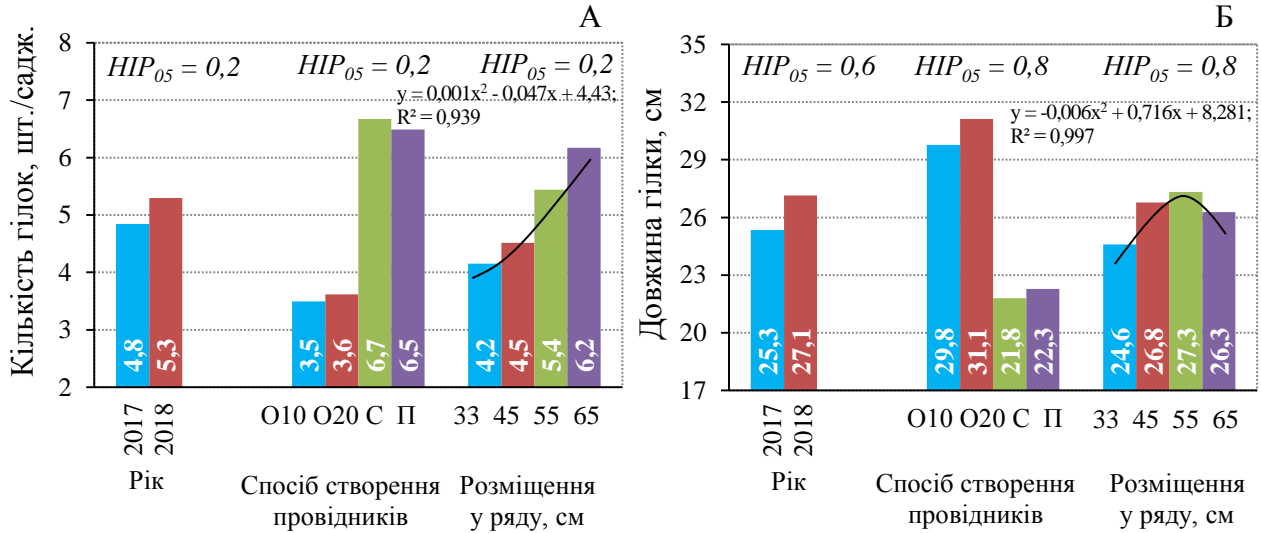 А
Кількість гілок, шт./садж.
8
7
6
5
4
3
2
НІР05 = 0,2
НІР05 = 0,2
НІР05 = 0,2
y = 0,001x² - 0,047x + 4,43;
R² = 0,939
4,8
5,3
3,5
3,6
6,7
6,5
4,2
4,5
5,4
6,2
2017
2018
О10 О20 С П
33 45 55 65
Рік
Спосіб створення
провідників
Розміщення
у ряду, см
Б
Довжина гілки, см
35
32
29
26
23
20
17
НІР05 = 0,6
НІР05 = 0,8
НІР05 = 0,8
y = -0,006x² + 0,716x + 8,281;
R² = 0,997
25,3
27,1
29,8
31,1
21,8
22,3
24,6
26,8
27,3
26,3
2017
2018
О10 О20 С П
33 45 55 65
Рік
Спосіб створення
провідників
Розміщення
у ряду, см